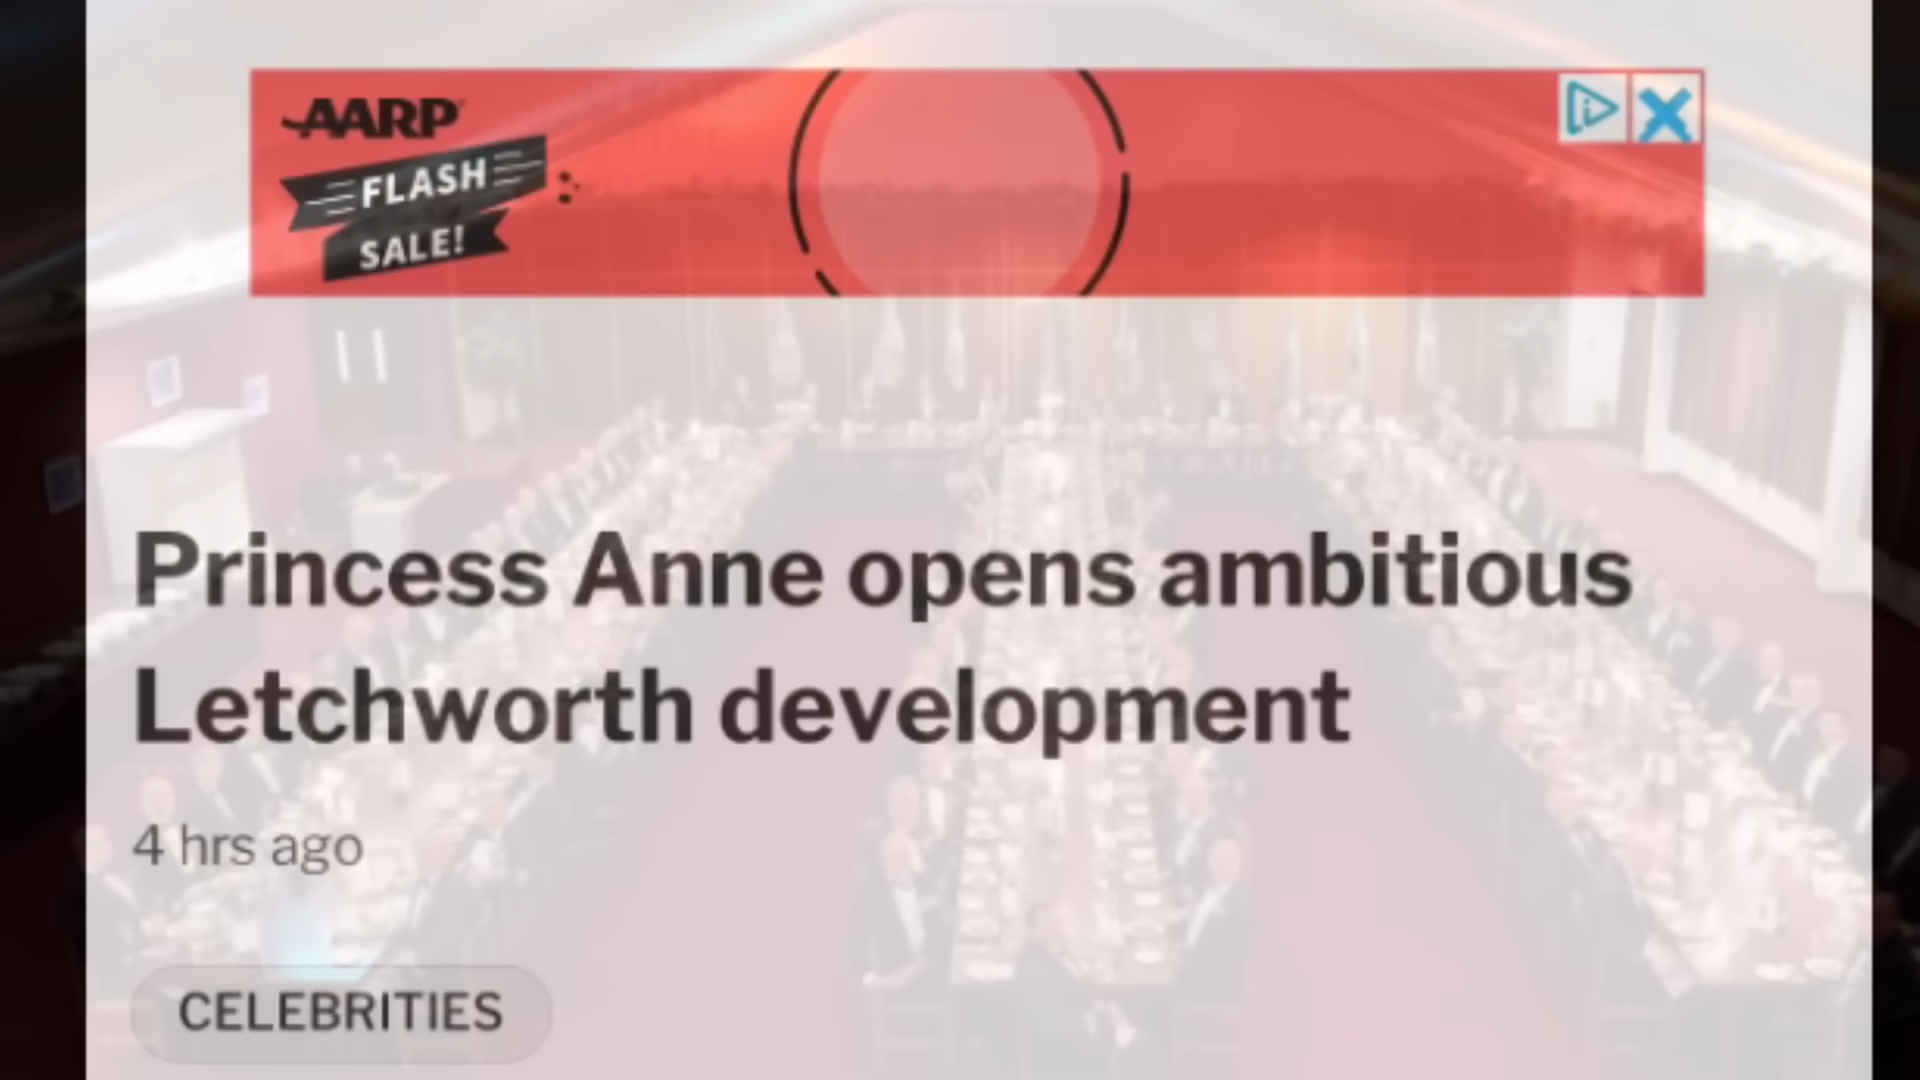 AARP
FLASH
SALE!
Princess Anne opens ambitious
Letchworth development
4 hrs ago
CELEBRITIES